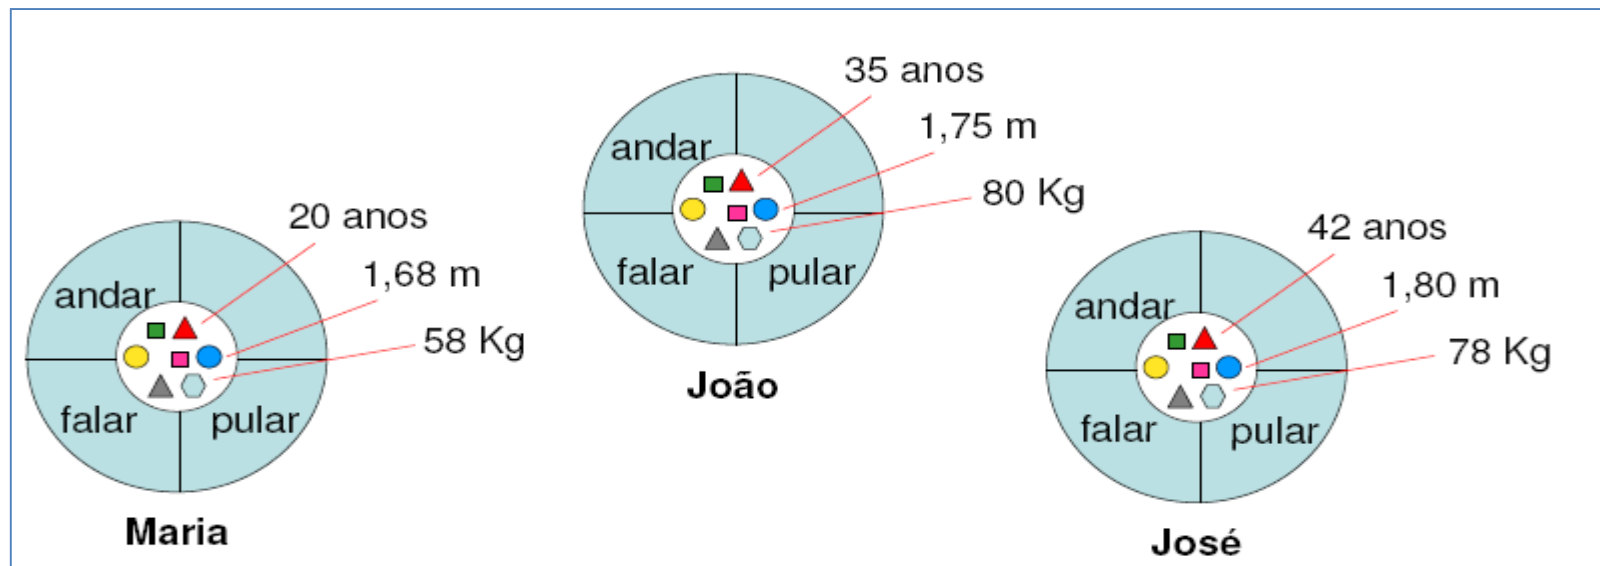 20 anos
1,68 m
58 Kg
andar
falar
pular
Maria
35 anos
1,75 m
80 Kg
andar
falar
pular
João
42 anos
1,80 m
78 Kg
andar
falar
pular
José